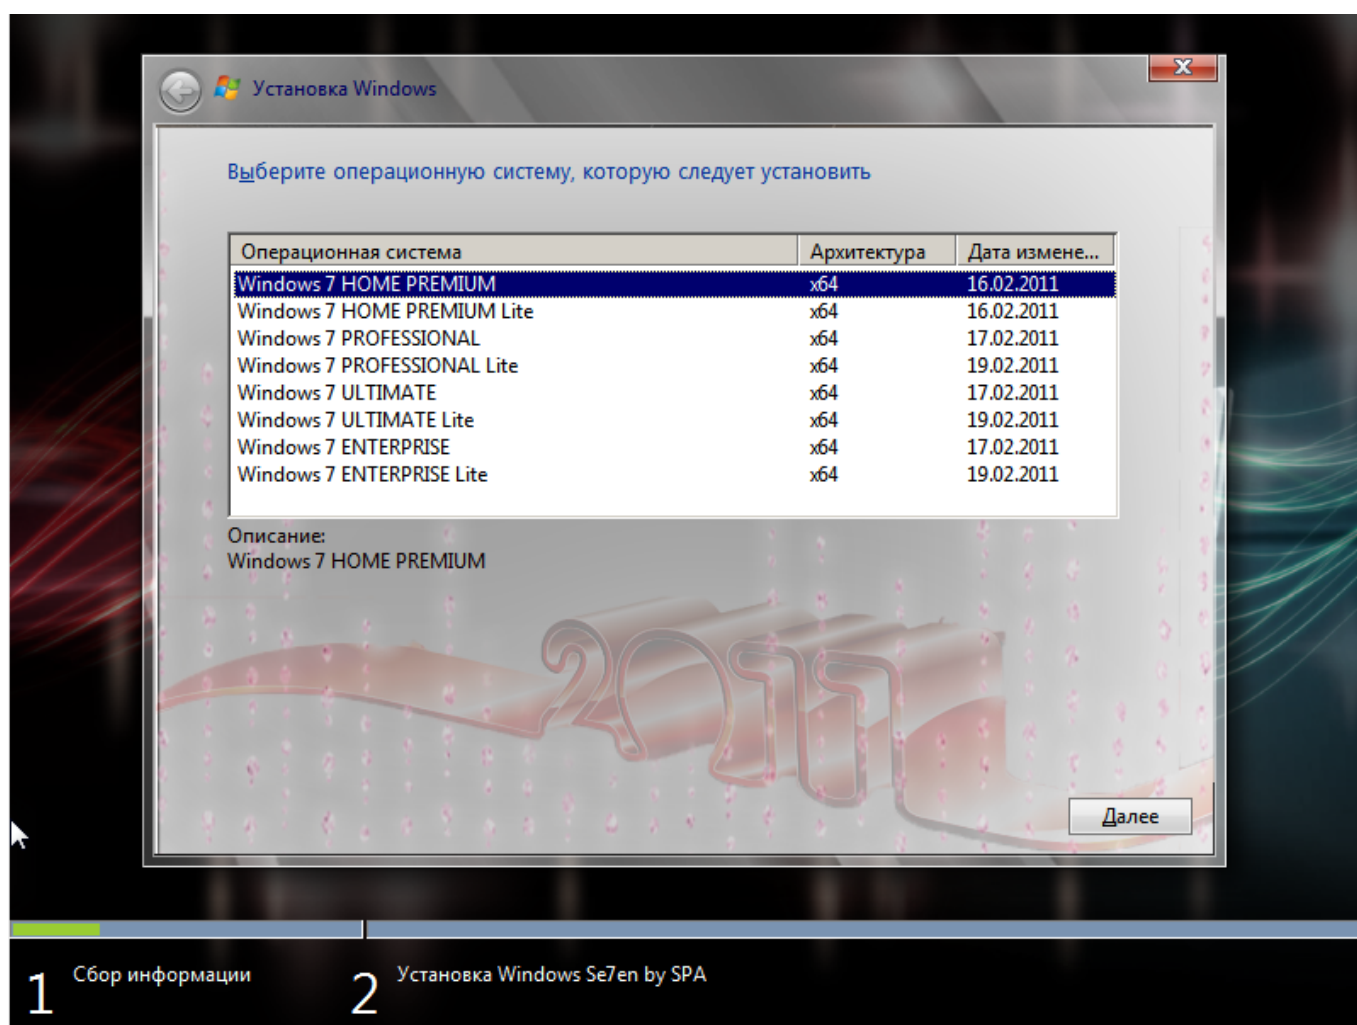 Установка Windows
Выберите операционную систему, которую следует установить
Операционная система Архитектура Дата измене...
Windows 7 HOME PREMIUM x64 16.02.2011
Windows 7 HOME PREMIUM Lite x64 16.02.2011
Windows 7 PROFESSIONAL x64 17.02.2011
Windows 7 PROFESSIONAL Lite x64 19.02.2011
Windows 7 ULTIMATE x64 17.02.2011
Windows 7 ULTIMATE Lite x64 19.02.2011
Windows 7 ENTERPRISE x64 17.02.2011
Windows 7 ENTERPRISE Lite x64 19.02.2011
Описание:
Windows 7 HOME PREMIUM
2011
Далее
1 Сбор информации 2 Установка Windows Se7en by SPA